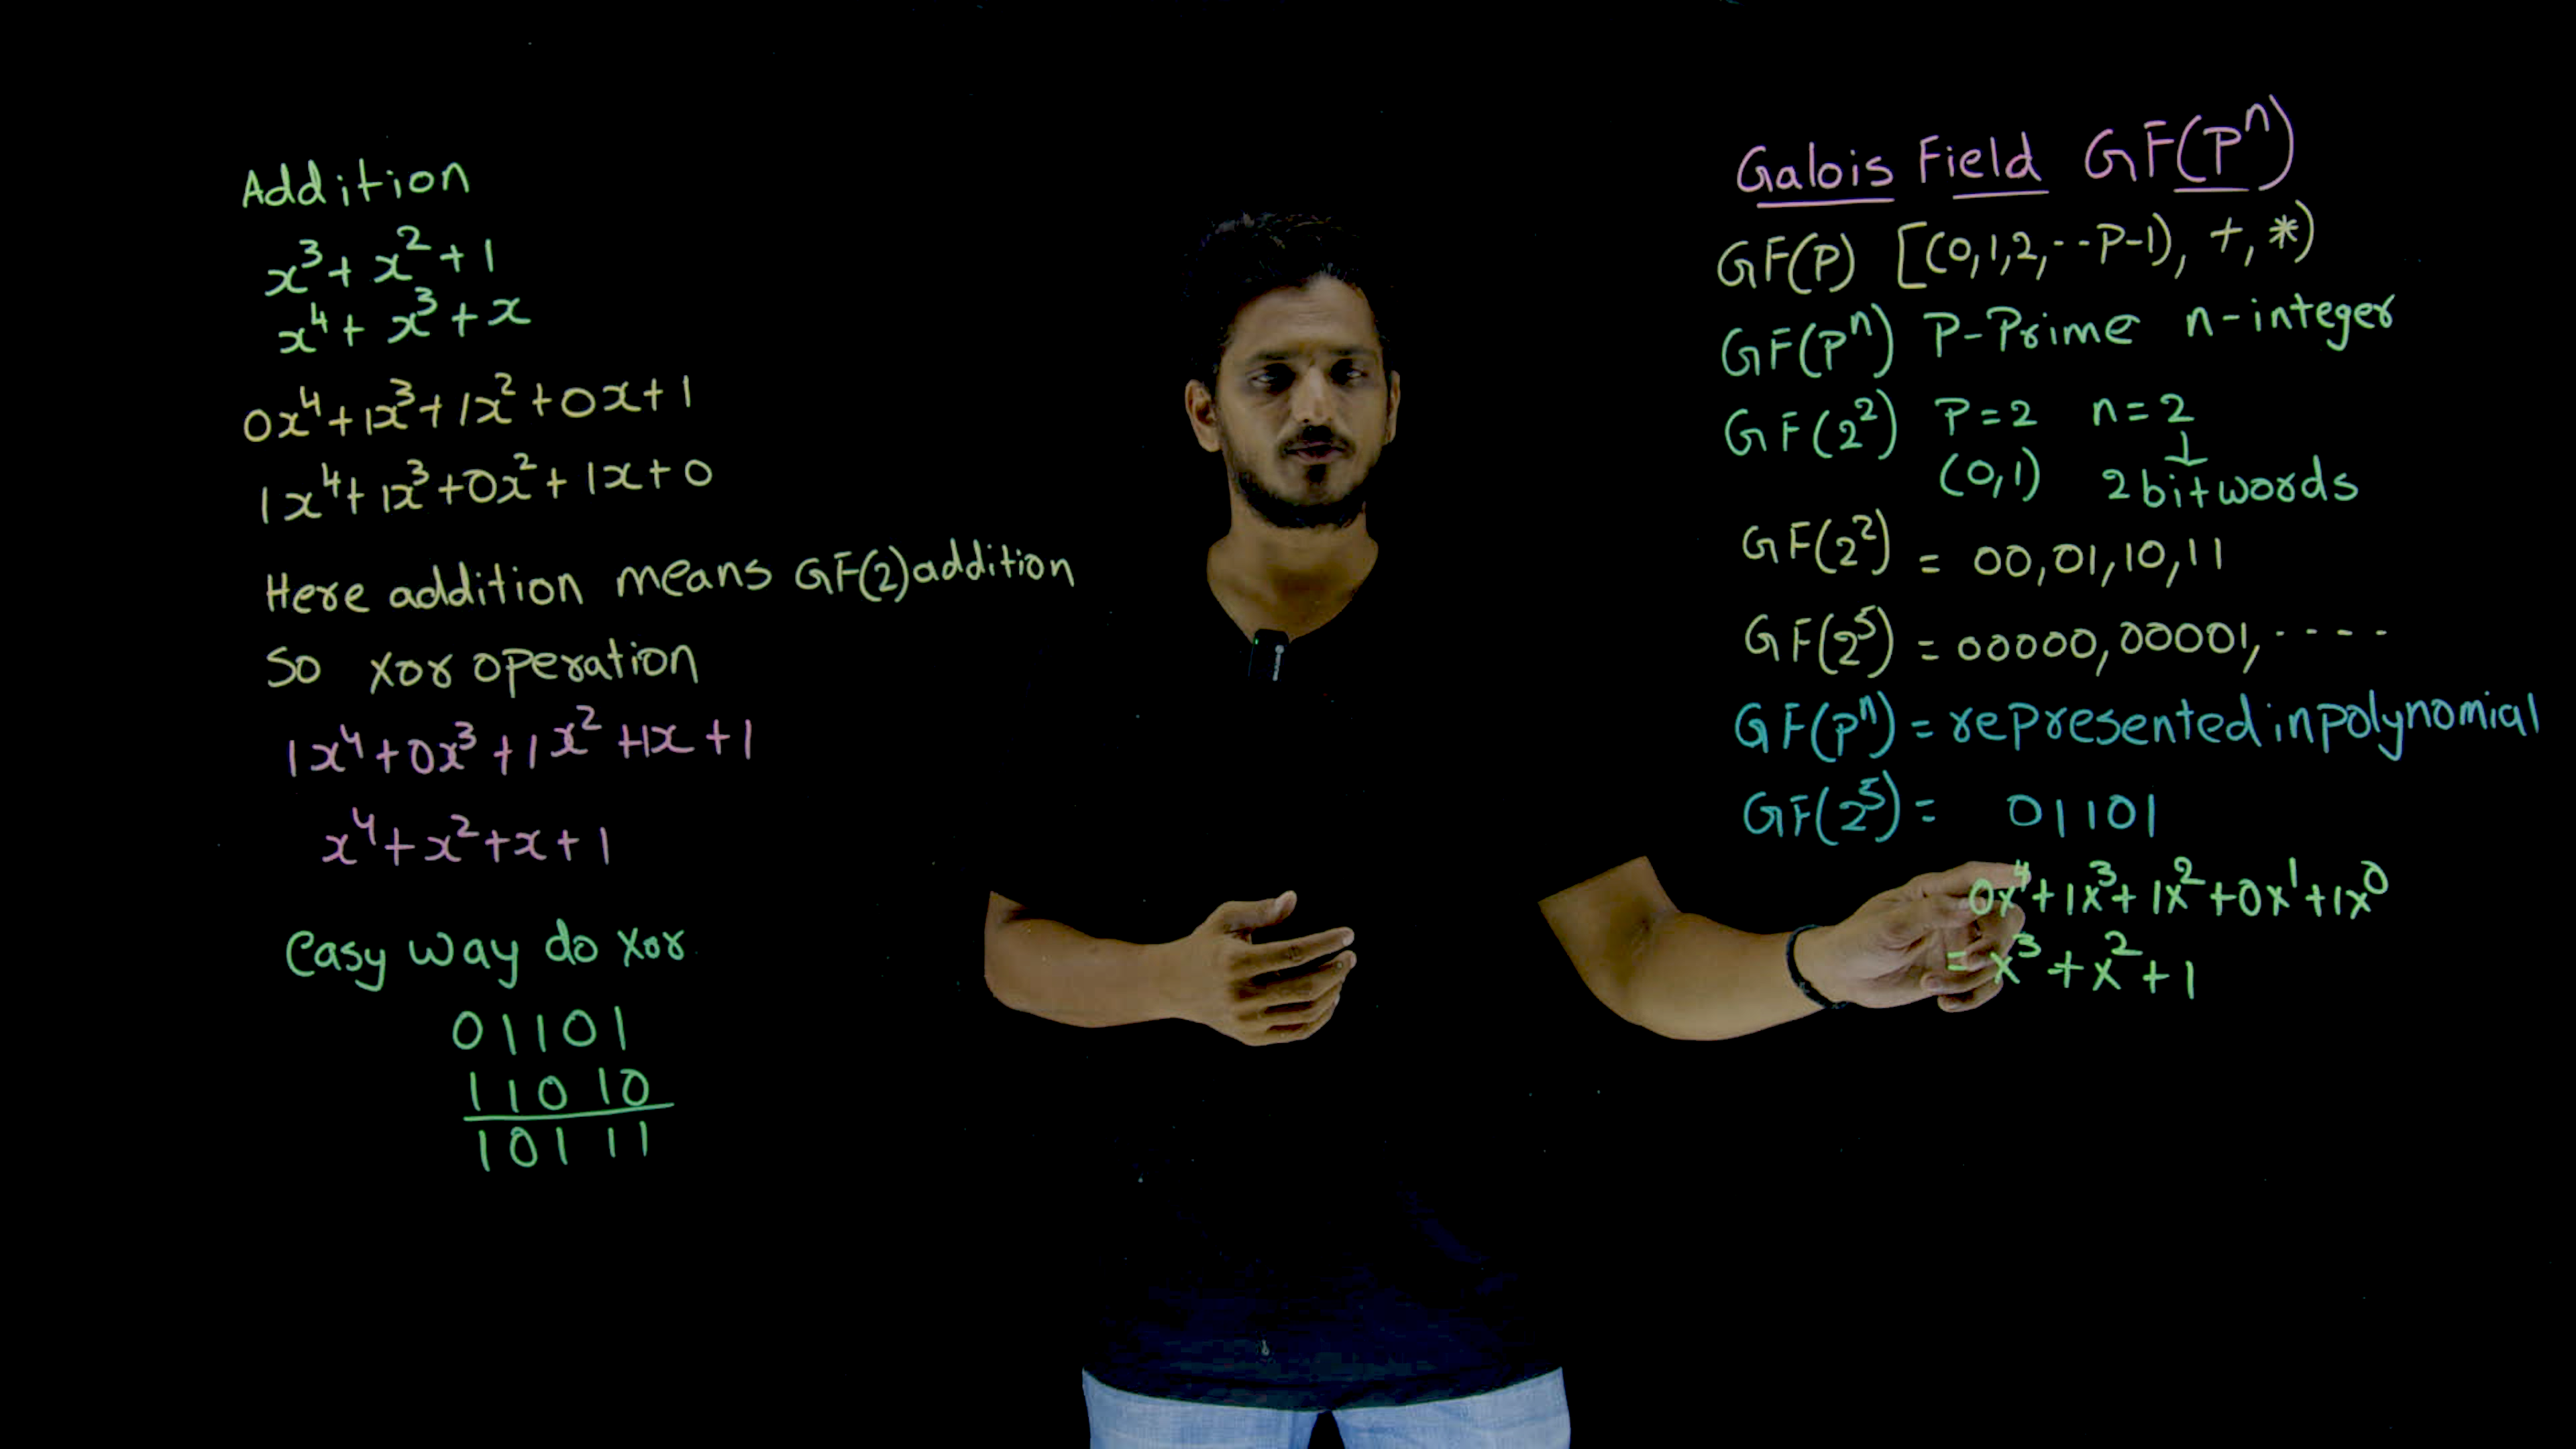 Addition
x³ + x² + 1
x⁴ + x³ + x
0x⁴ + 1x³ + 1x² + 0x + 1
1x⁴ + 1x³ + 0x² + 1x + 0
Here addition means GF(2) addition
So xor operation
1x⁴ + 0x³ + 1x² + 1x + 1
x⁴ + x² + x + 1
Easy way do xor
01101
11010
10111
Galois Field GF(Pⁿ)
GF(P) [(0,1,2,--P-1), +, *)
GF(Pⁿ) P-Prime n-integer
GF(2²) P=2 n=2
↓
(0,1) 2 bit words
GF(2²) = 00,01,10,11
GF(2⁵) = 00000,00001,----
GF(Pⁿ) = represented in polynomial
GF(2⁵) = 01101
0x⁴ + 1x³ + 1x² + 0x¹ + 1x⁰
= x³ + x² + 1